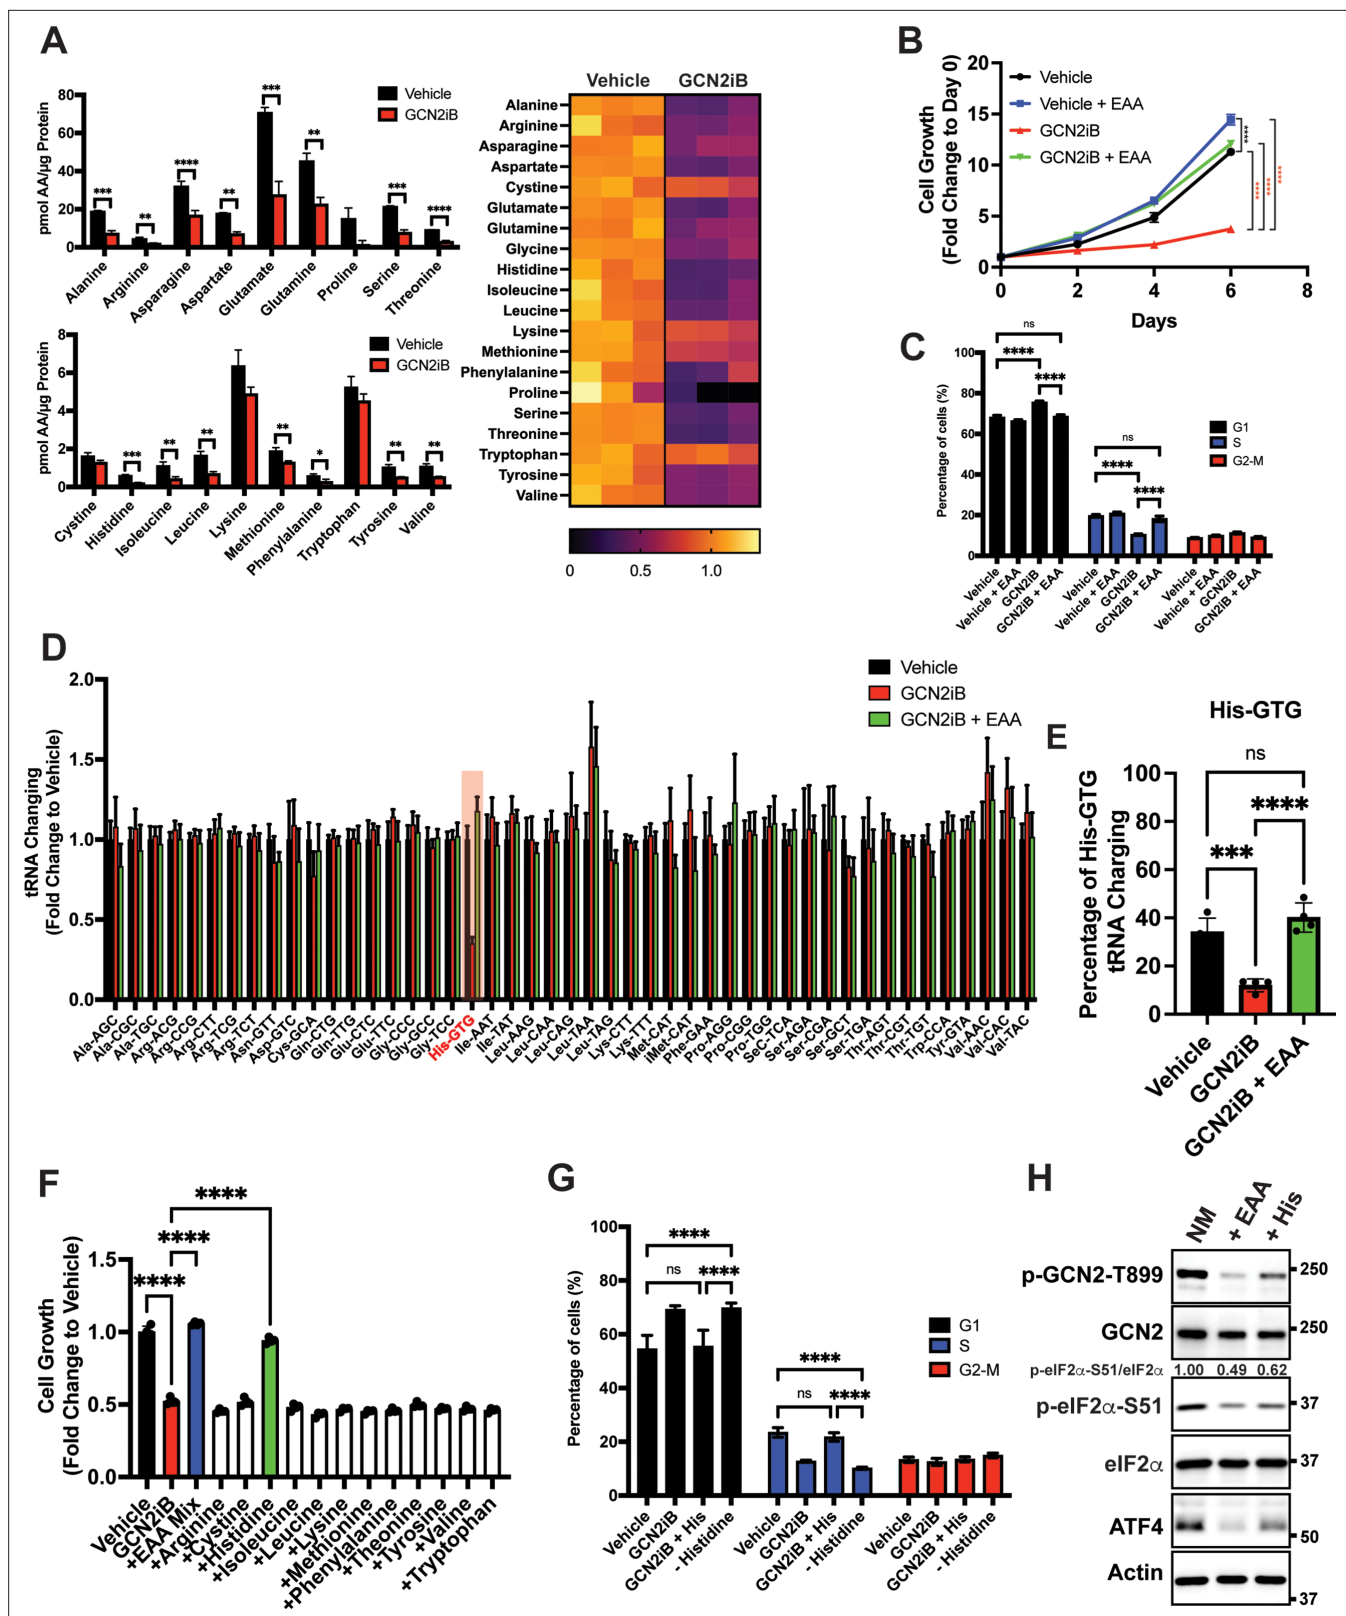 A
80
60
40
20
0
pmol AA/µg Protein
Vehicle
GCN2iB
***
**
****
**
***
**
***
****
Alanine
Arginine
Asparagine
Aspartate
Glutamate
Glutamine
Proline
Serine
Threonine
8
6
4
2
0
pmol AA/µg Protein
Vehicle
GCN2iB
***
**
**
**
*
**
**
Cystine
Histidine
Isoleucine
Leucine
Lysine
Methionine
Phenylalanine
Tryptophan
Tyrosine
Valine
Vehicle
GCN2iB
Alanine
Arginine
Asparagine
Aspartate
Cystine
Glutamate
Glutamine
Glycine
Histidine
Isoleucine
Leucine
Lysine
Methionine
Phenylalanine
Proline
Serine
Threonine
Tryptophan
Tyrosine
Valine
0
0.5
1.0
B
Cell Growth
(Fold Change to Day 0)
20
15
10
5
0
Vehicle
Vehicle + EAA
GCN2iB
GCN2iB + EAA
****
****
****
****
0
2
4
6
8
Days
C
Percentage of cells (%)
100
80
60
40
20
0
ns
****
****
ns
****
****
G1
S
G2-M
Vehicle
Vehicle + EAA
GCN2iB
GCN2iB + EAA
Vehicle
Vehicle + EAA
GCN2iB
GCN2iB + EAA
Vehicle
Vehicle + EAA
GCN2iB
GCN2iB + EAA
D
tRNA Changing
(Fold Change to Vehicle)
2.0
1.5
1.0
0.5
0.0
Vehicle
GCN2iB
GCN2iB + EAA
Ala-AGC
Ala-CGC
Ala-TGC
Arg-ACG
Arg-CCG
Arg-CTT
Arg-TCG
Arg-TCT
Asn-GTT
Asp-GTC
Cys-GCA
Gln-CTG
Gln-TTG
Glu-CTC
Glu-TTC
Gly-CCC
Gly-GCC
Gly-TCC
His-GTG
Ile-AAT
Ile-TAT
Leu-AAG
Leu-CAA
Leu-CAG
Leu-TAA
Leu-TAG
Lys-CTT
Lys-TTT
Met-CAT
iMet-CAT
Phe-GAA
Pro-AGG
Pro-CGG
Pro-TGG
SeC-TCA
Ser-AGA
Ser-CGA
Ser-GCT
Ser-TGA
Thr-AGT
Thr-CGT
Thr-TGT
Trp-CCA
Tyr-GTA
Val-AAC
Val-CAC
Val-TAC
E
His-GTG
Percentage of His-GTG
tRNA Charging
100
80
60
40
20
0
ns
****
***
Vehicle
GCN2iB
GCN2iB + EAA
F
Cell Growth
(Fold Change to Vehicle)
1.5
1.0
0.5
0.0
****
****
****
Vehicle
GCN2iB
+EAA Mix
+Arginine
+Cystine
+Histidine
+Isoleucine
+Leucine
+Lysine
+Methionine
+Phenylalanine
+Theonine
+Tyrosine
+Valine
+Tryptophan
G
Percentage of cells (%)
100
80
60
40
20
0
****
ns
****
****
ns
****
G1
S
G2-M
Vehicle
GCN2iB
GCN2iB + His
- Histidine
Vehicle
GCN2iB
GCN2iB + His
- Histidine
Vehicle
GCN2iB
GCN2iB + His
- Histidine
H
NM
+ EAA
+ His
p-GCN2-T899
250
GCN2
250
p-eIF2α-S51/eIF2α 1.00 0.49 0.62
p-eIF2α-S51
37
eIF2α
37
ATF4
50
Actin
37